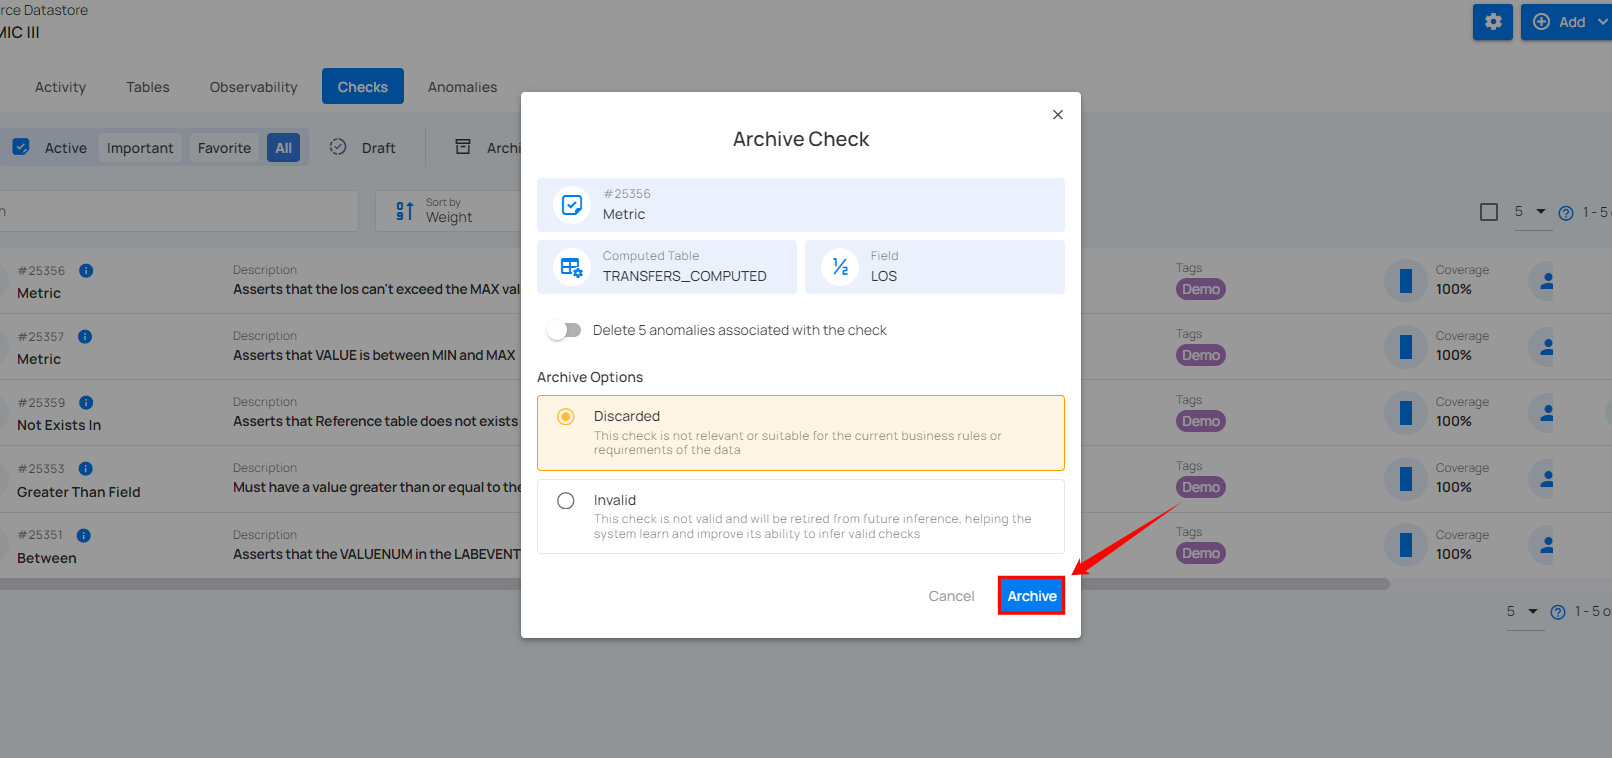 rce Datastore
MIC III
Add
Activity
Tables
Observability
Checks
Anomalies
Active
Important
Favorite
All
Draft
Archi
Sort by
Weight
5
1 - 5
#25356
Metric
Description
Asserts that the los can't exceed the MAX val
Tags
Demo
Coverage
100%
#25357
Metric
Description
Asserts that VALUE is between MIN and MAX
Tags
Demo
Coverage
100%
#25359
Not Exists In
Description
Asserts that Reference table does not exists
Tags
Demo
Coverage
100%
#25353
Greater Than Field
Description
Must have a value greater than or equal to the
Tags
Demo
Coverage
100%
#25351
Between
Description
Asserts that the VALUENUM in the LABEVENT
Tags
Demo
Coverage
100%
5
1 - 5 o
Archive Check
#25356
Metric
Computed Table
TRANSFERS_COMPUTED
Field
LOS
Delete 5 anomalies associated with the check
Archive Options
Discarded
This check is not relevant or suitable for the current business rules or
requirements of the data
Invalid
This check is not valid and will be retired from future inference, helping the
system learn and improve its ability to infer valid checks
Cancel
Archive